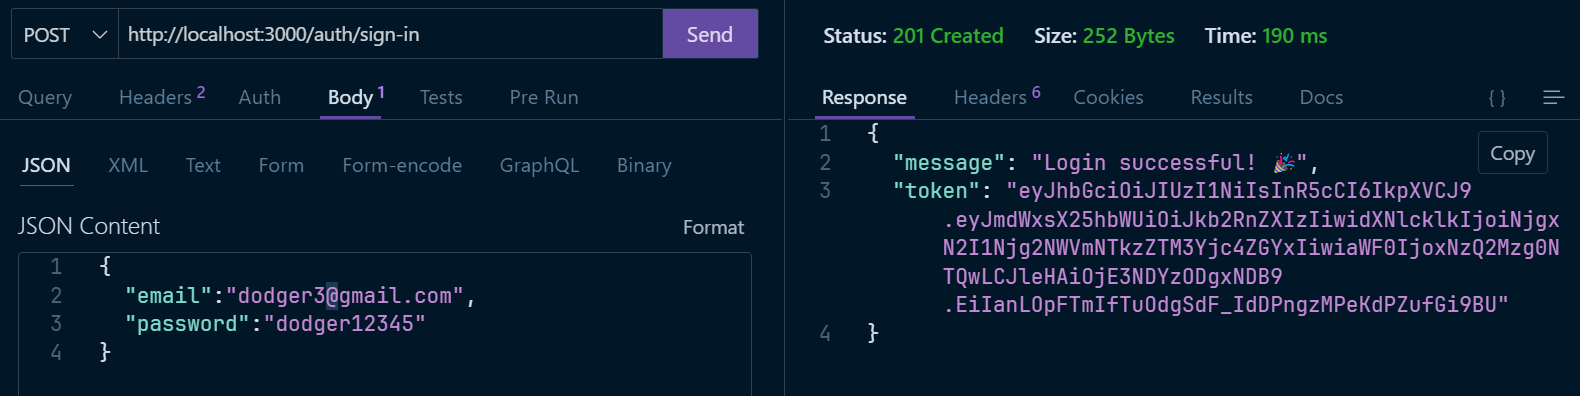 POST http://localhost:3000/auth/sign-in Send
Query Headers 2 Auth Body 1 Tests Pre Run
JSON XML Text Form Form-encode GraphQL Binary
JSON Content Format
1 {
2 "email":"dodger3@gmail.com",
3 "password":"dodger12345"
4 }
Status: 201 Created Size: 252 Bytes Time: 190 ms
Response Headers 6 Cookies Results Docs { }
Copy
1 {
2 "message": "Login successful! 🎉",
3 "token": "eyJhbGciOiJIUzI1NiIsInR5cCI6IkpXVCJ9
.eyJmdWxsX25hbWUiOiJkb2RnZXIzIiwidXNlcklkIjoiNjgx
N2I1Njg2NWVmNTkzZTM3Yjc4ZGYxIiwiaWF0IjoxNzQ2Mzg0N
TQwLCJleHAiOjE3NDYzODgxNDB9
.EiIanLOpFTmIfTuOdgSdF_IdDPngzMPeKdPZufGi9BU"
4 }